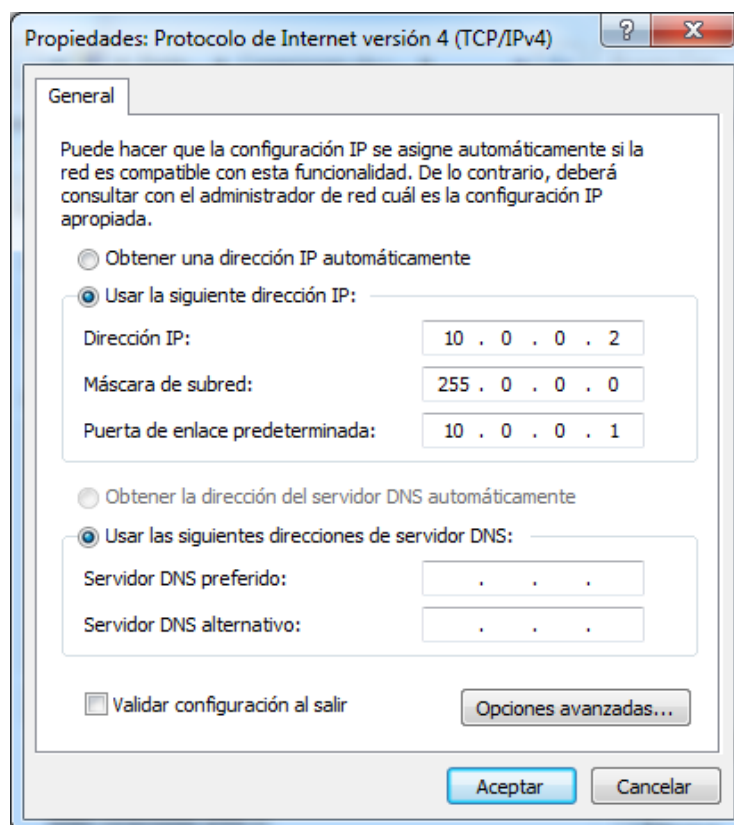 Propiedades: Protocolo de Internet versión 4 (TCP/IPv4)
?
X
General
Puede hacer que la configuración IP se asigne automáticamente si la
red es compatible con esta funcionalidad. De lo contrario, deberá
consultar con el administrador de red cuál es la configuración IP
apropiada.
Obtener una dirección IP automáticamente
Usar la siguiente dirección IP:
Dirección IP: 10 . 0 . 0 . 2
Máscara de subred: 255 . 0 . 0 . 0
Puerta de enlace predeterminada: 10 . 0 . 0 . 1
Obtener la dirección del servidor DNS automáticamente
Usar las siguientes direcciones de servidor DNS:
Servidor DNS preferido: . . .
Servidor DNS alternativo: . . .
Validar configuración al salir
Opciones avanzadas...
Aceptar Cancelar